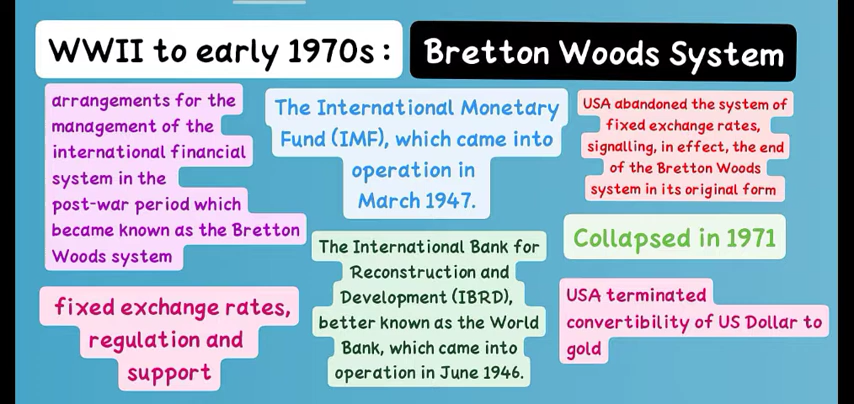 WWII to early 1970s :
Bretton Woods System
arrangements for the
management of the
international financial
system in the
post-war period which
became known as the Bretton
Woods system
fixed exchange rates,
regulation and
support
The International Monetary
Fund (IMF), which came into
operation in
March 1947.
The International Bank for
Reconstruction and
Development (IBRD),
better known as the World
Bank, which came into
operation in June 1946.
USA abandoned the system of
fixed exchange rates,
signalling, in effect, the end
of the Bretton Woods
system in its original form
Collapsed in 1971
USA terminated
convertibility of US Dollar to
gold